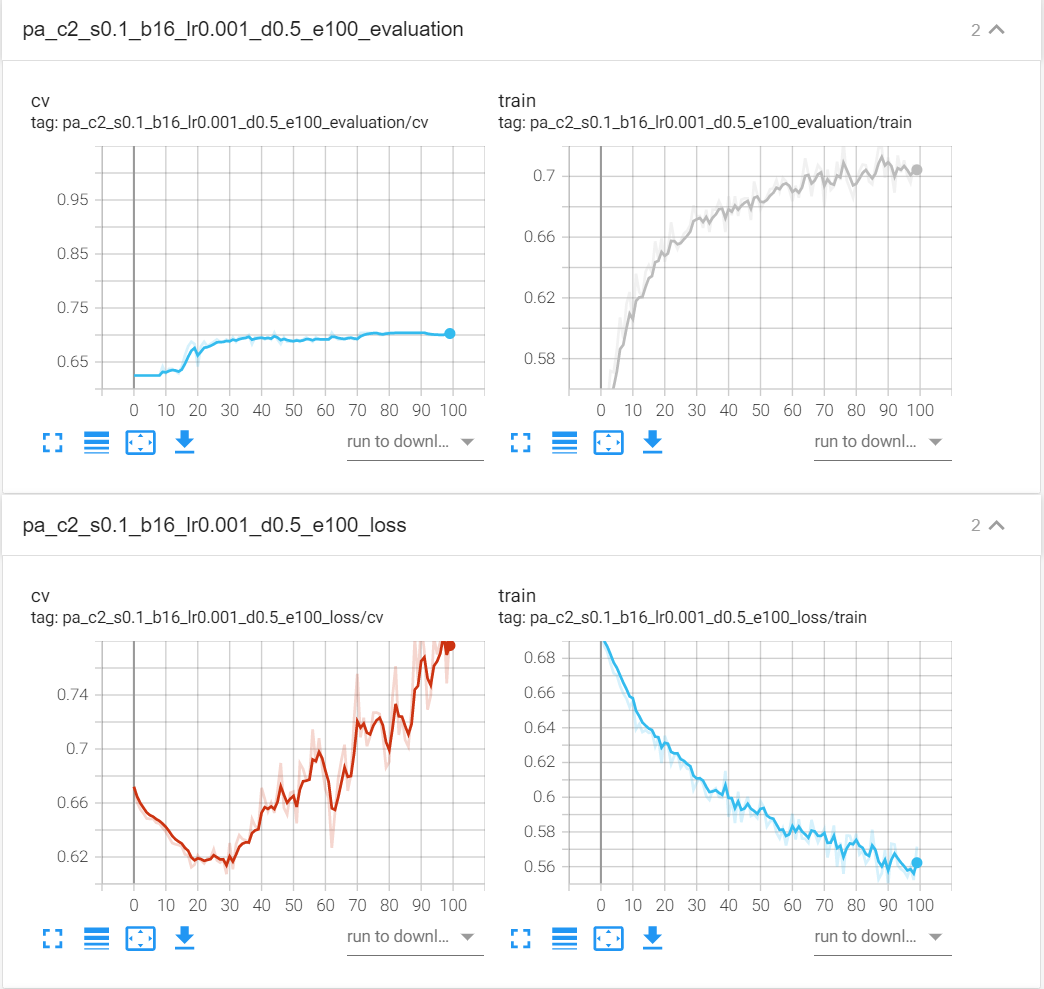 pa_c2_s0.1_b16_lr0.001_d0.5_e100_evaluation 2
cv
tag: pa_c2_s0.1_b16_lr0.001_d0.5_e100_evaluation/cv
0.95
0.85
0.75
0.65
0 10 20 30 40 50 60 70 80 90 100
run to downl...
train
tag: pa_c2_s0.1_b16_lr0.001_d0.5_e100_evaluation/train
0.7
0.66
0.62
0.58
0 10 20 30 40 50 60 70 80 90 100
run to downl...
pa_c2_s0.1_b16_lr0.001_d0.5_e100_loss 2
cv
tag: pa_c2_s0.1_b16_lr0.001_d0.5_e100_loss/cv
0.74
0.7
0.66
0.62
0 10 20 30 40 50 60 70 80 90 100
run to downl...
train
tag: pa_c2_s0.1_b16_lr0.001_d0.5_e100_loss/train
0.68
0.66
0.64
0.62
0.6
0.58
0.56
0 10 20 30 40 50 60 70 80 90 100
run to downl...